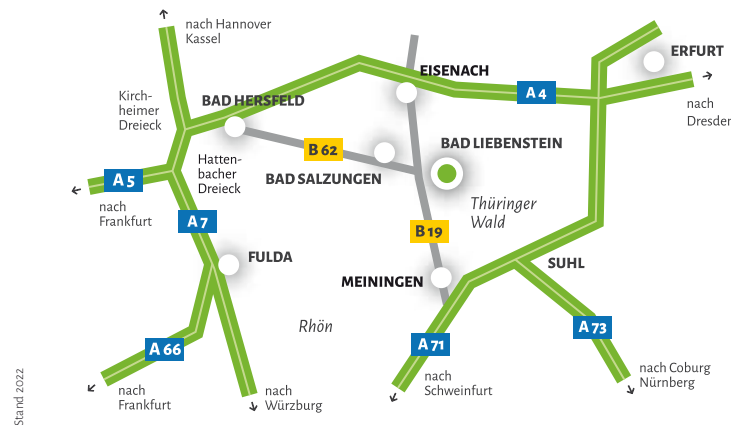 nach Hannover
Kassel
ERFURT
EISENACH
A 4
Kirch-
heimer
Dreieck
BAD HERSFELD
nach
Dresden
B 62
BAD LIEBENSTEIN
Hatten-
bacher
Dreieck
A 5
BAD SALZUNGEN
nach
Frankfurt
A 7
Thüringer
Wald
B 19
FULDA
SUHL
MEININGEN
Rhön
A 73
A 71
A 66
nach Coburg
Nürnberg
nach
Schweinfurt
nach
Frankfurt
nach
Würzburg
Stand 2022